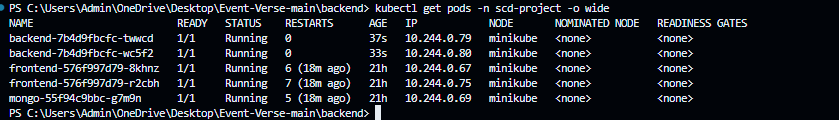 PS C:\Users\Admin\OneDrive\Desktop\Event-Verse-main\backend> kubectl get pods -n scd-project -o wide
NAME READY STATUS RESTARTS AGE IP NODE NOMINATED NODE READINESS GATES
backend-7b4d9fbcfc-twwcd 1/1 Running 0 37s 10.244.0.79 minikube <none> <none>
backend-7b4d9fbcfc-wc5f2 1/1 Running 0 33s 10.244.0.80 minikube <none> <none>
frontend-576f997d79-8khnz 1/1 Running 6 (18m ago) 21h 10.244.0.67 minikube <none> <none>
frontend-576f997d79-r2cbh 1/1 Running 7 (18m ago) 21h 10.244.0.75 minikube <none> <none>
mongo-55f94c9bbc-g7m9n 1/1 Running 5 (18m ago) 21h 10.244.0.69 minikube <none> <none>
PS C:\Users\Admin\OneDrive\Desktop\Event-Verse-main\backend>